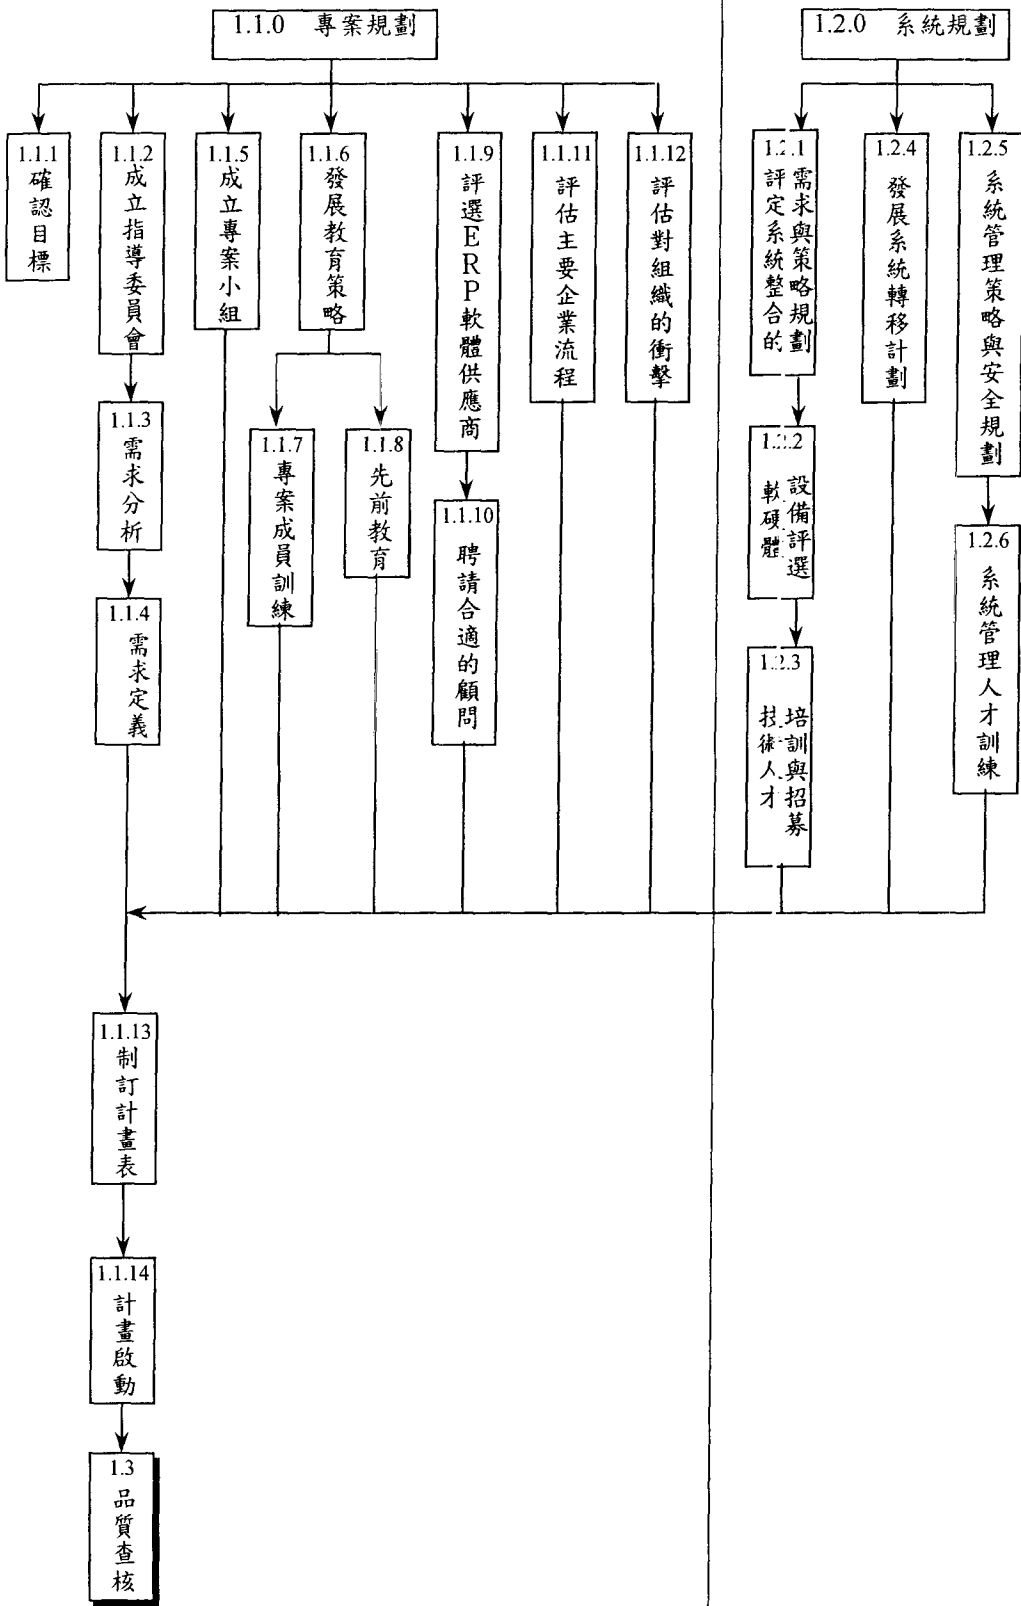 1.1.0 專案規劃
1.2.0 系統規劃
1.1.1
確認目標
1.1.2
成立指導委員會
1.1.3
需求分析
1.1.4
需求定義
1.1.5
成立專案小組
1.1.6
發展教育策略
1.1.7
專案成員訓練
1.1.8
先前教育
1.1.9
評選ERP軟體供應商
1.1.10
聘請合適的顧問
1.1.11
評估主要企業流程
1.1.12
評估對組織的衝擊
1.2.1
評定系統整合的
需求與策略規劃
1.2.2
軟硬體
設備評選
1.2.3
技術人才
培訓與招募
1.2.4
發展系統轉移計劃
1.2.5
系統管理策略與安全規劃
1.2.6
系統管理人才訓練
1.1.13
制訂計畫表
1.1.14
計畫啟動
1.3
品質查核